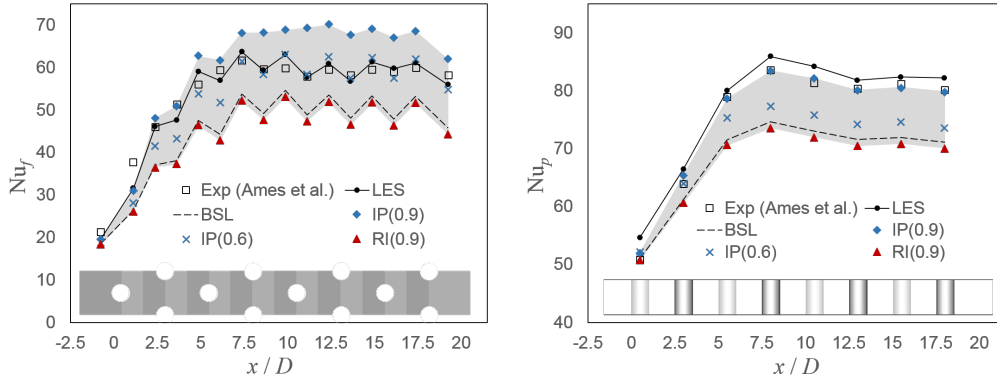 70
60
50
40
30
20
10
0
Nu_f
Exp (Ames et al.)
LES
BSL
IP(0.9)
IP(0.6)
RI(0.9)
-2.5 0 2.5 5 7.5 10 12.5 15 17.5 20
x / D
90
80
70
60
50
40
Nu_p
Exp (Ames et al.)
LES
BSL
IP(0.9)
IP(0.6)
RI(0.9)
-2.5 0 2.5 5 7.5 10 12.5 15 17.5 20
x / D